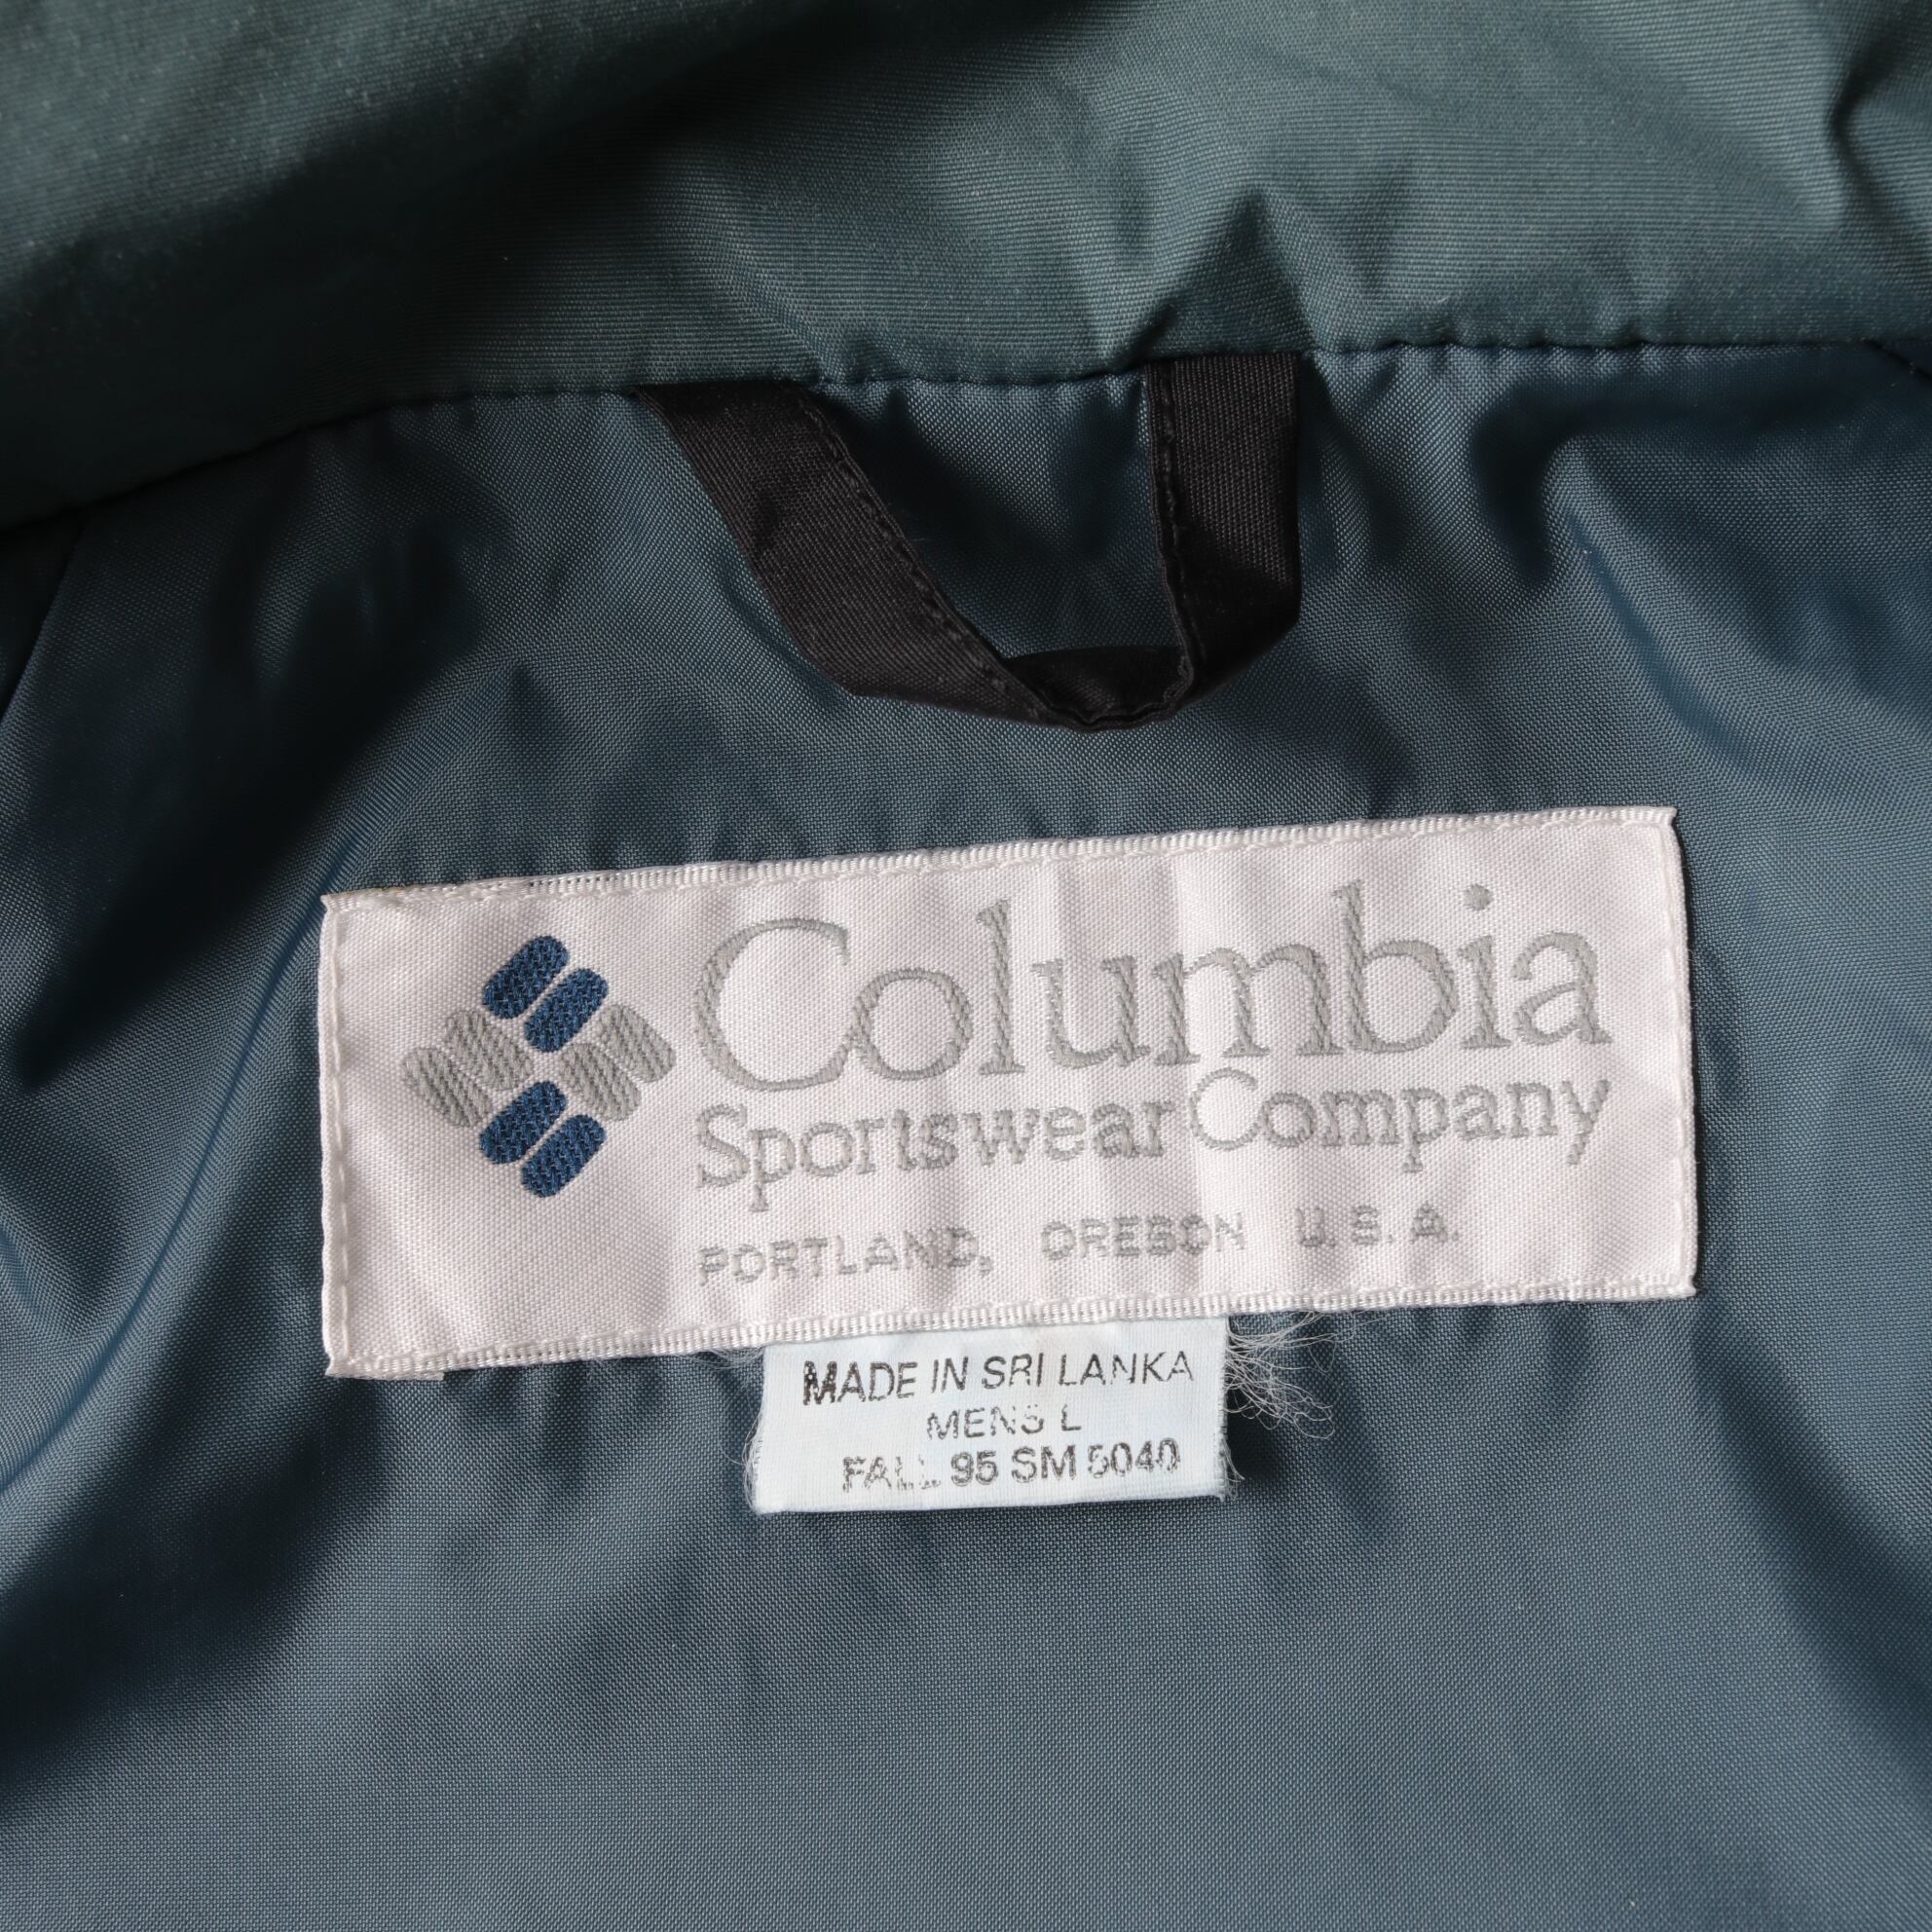 Columbia
Sportswear Company
PORTLAND, OREGON U.S.A.
MADE IN SRI LANKA
MENS L
FALL 95 SM 5040